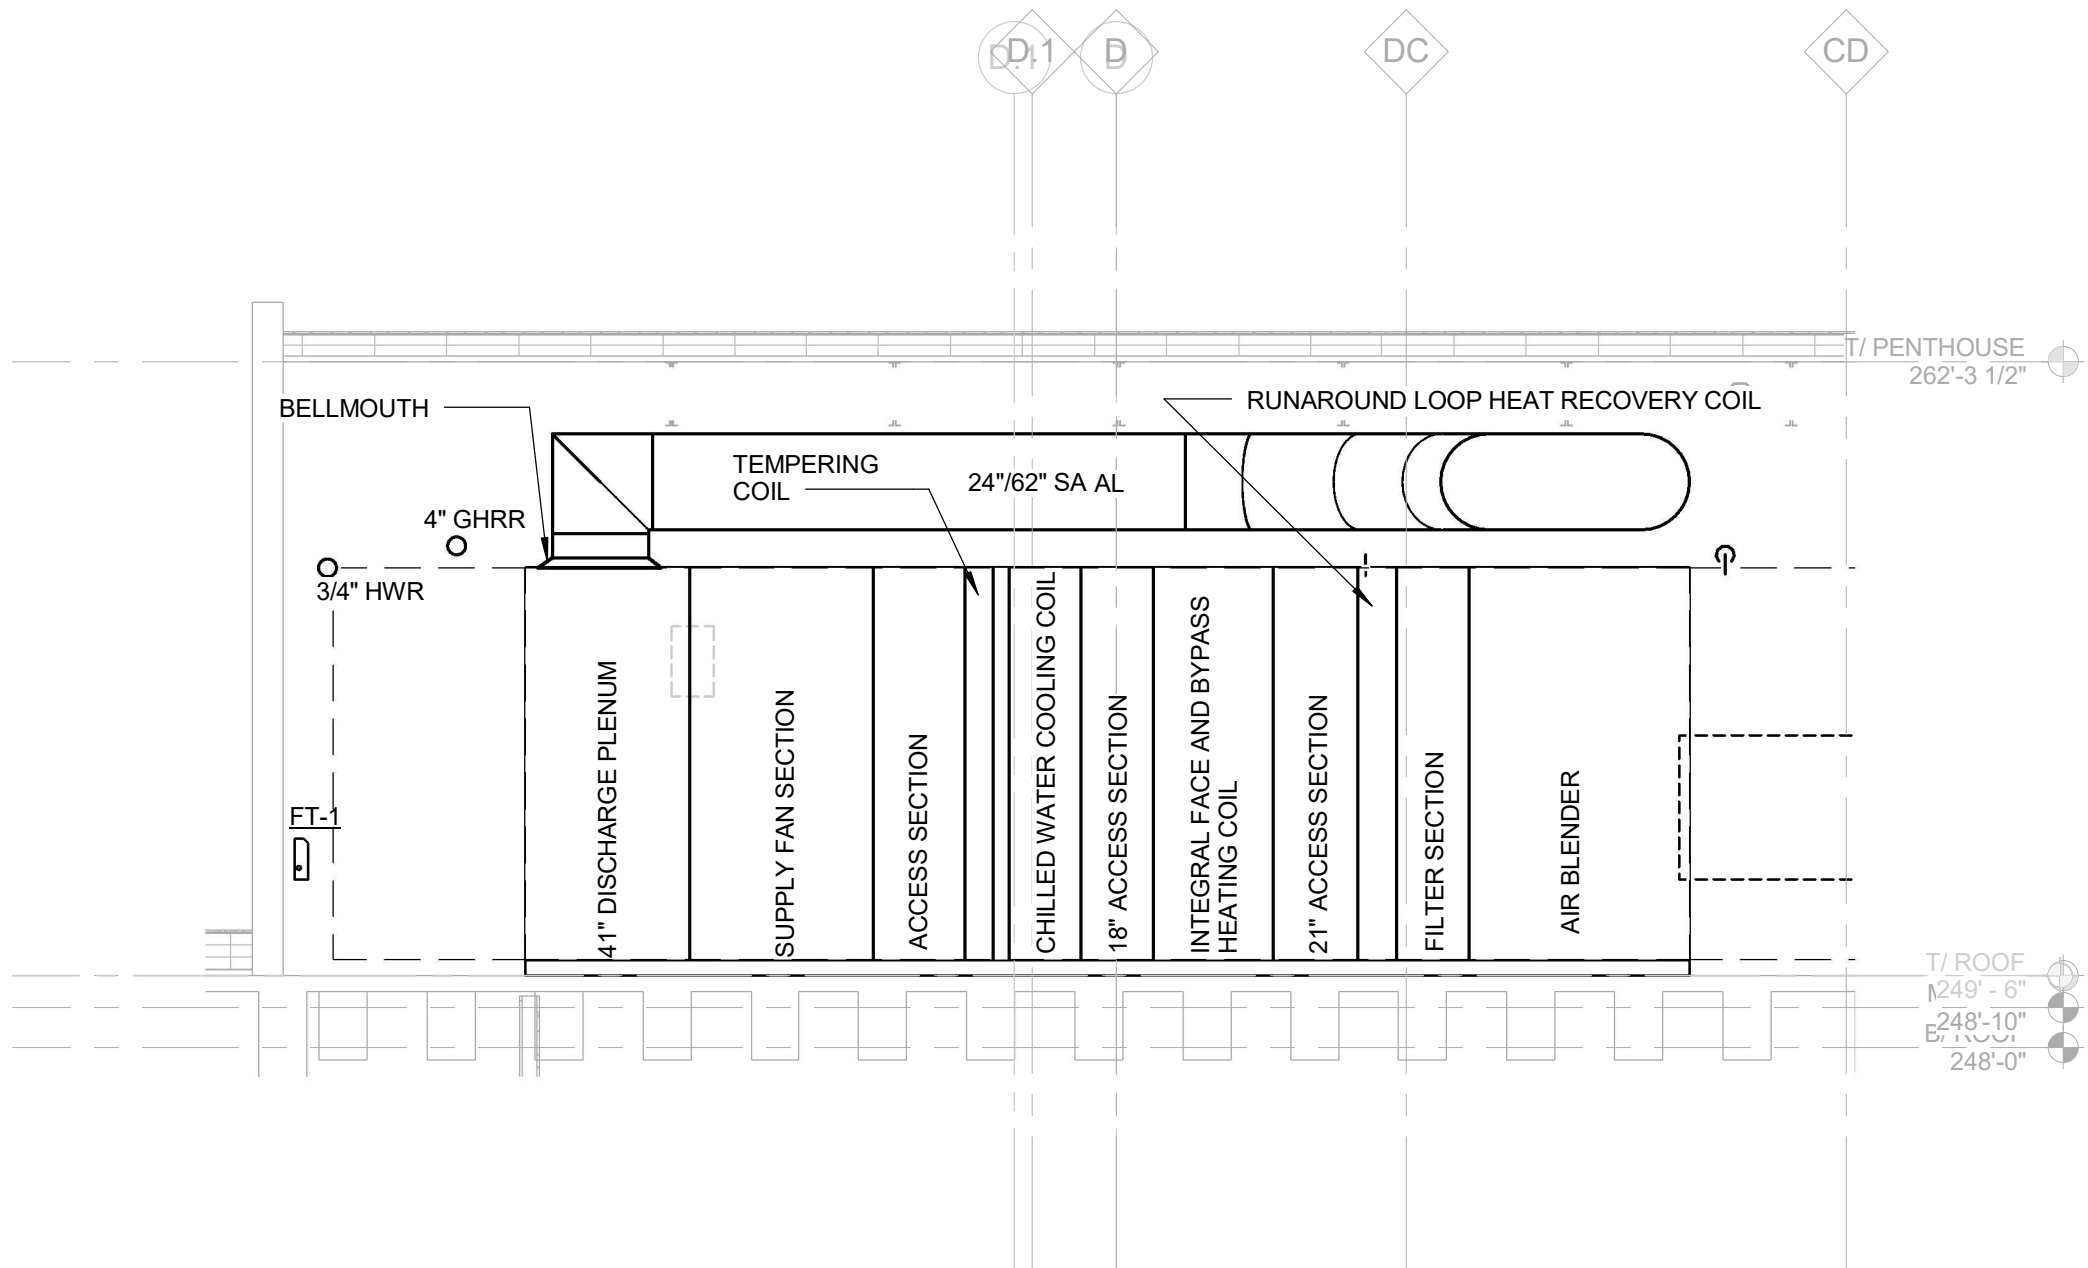 D.1
D.1
D
D
DC
CD
T/ PENTHOUSE
262'-3 1/2"
BELLMOUTH
RUNAROUND LOOP HEAT RECOVERY COIL
TEMPERING
COIL
24"/62" SA AL
4" GHRR
3/4" HWR
FT-1
41" DISCHARGE PLENUM
SUPPLY FAN SECTION
ACCESS SECTION
CHILLED WATER COOLING COIL
18" ACCESS SECTION
INTEGRAL FACE AND BYPASS
HEATING COIL
21" ACCESS SECTION
FILTER SECTION
AIR BLENDER
T/ ROOF
249' - 6"
248'-10"
B/ ROOF
248'-0"